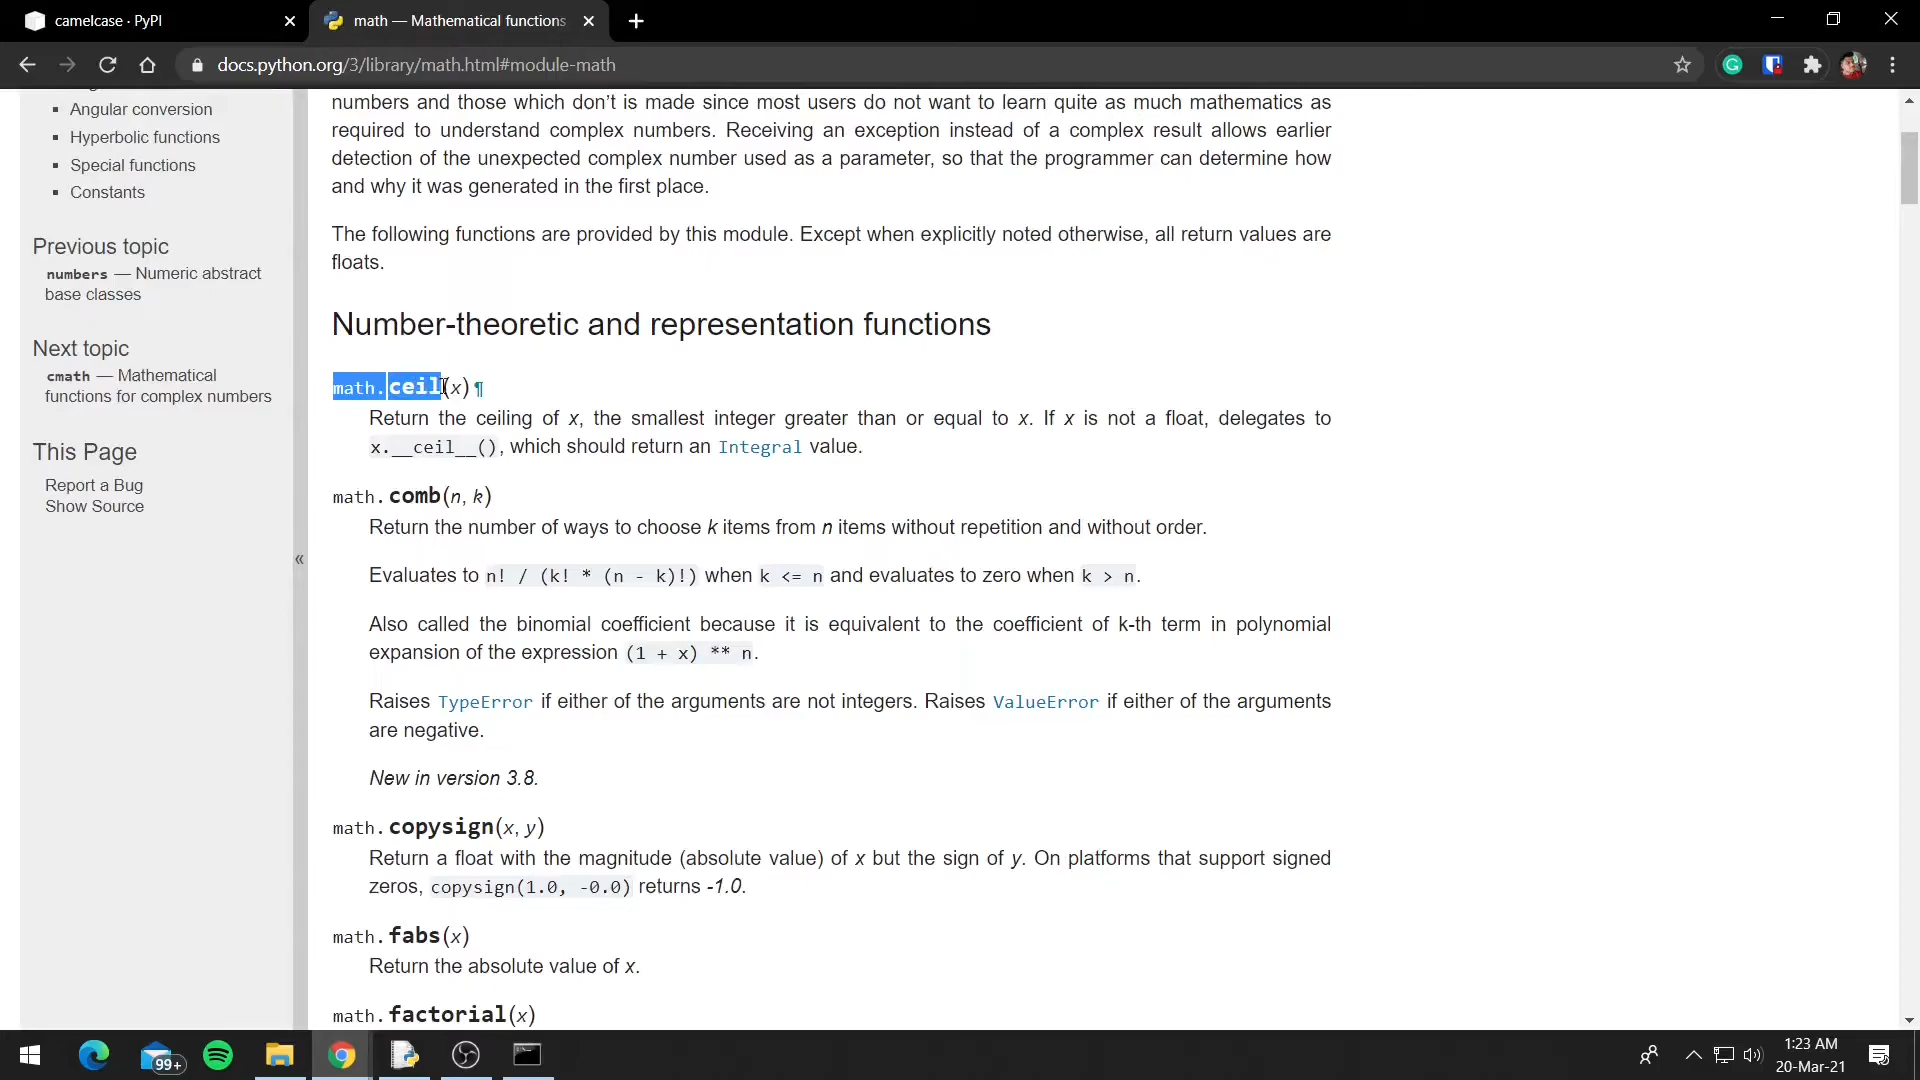 camelcase · PyPI
math — Mathematical functions
docs.python.org/3/library/math.html#module-math
Angular conversion
Hyperbolic functions
Special functions
Constants
Previous topic
numbers — Numeric abstract
base classes
Next topic
cmath — Mathematical
functions for complex numbers
This Page
Report a Bug
Show Source
«
numbers and those which don’t is made since most users do not want to learn quite as much mathematics as
required to understand complex numbers. Receiving an exception instead of a complex result allows earlier
detection of the unexpected complex number used as a parameter, so that the programmer can determine how
and why it was generated in the first place.
The following functions are provided by this module. Except when explicitly noted otherwise, all return values are
floats.
Number-theoretic and representation functions
math.ceil(x)¶
Return the ceiling of x, the smallest integer greater than or equal to x. If x is not a float, delegates to
x.__ceil__(), which should return an Integral value.
math.comb(n, k)
Return the number of ways to choose k items from n items without repetition and without order.
Evaluates to n! / (k! * (n - k)!) when k <= n and evaluates to zero when k > n.
Also called the binomial coefficient because it is equivalent to the coefficient of k-th term in polynomial
expansion of the expression (1 + x) ** n.
Raises TypeError if either of the arguments are not integers. Raises ValueError if either of the arguments
are negative.
New in version 3.8.
math.copysign(x, y)
Return a float with the magnitude (absolute value) of x but the sign of y. On platforms that support signed
zeros, copysign(1.0, -0.0) returns -1.0.
math.fabs(x)
Return the absolute value of x.
math.factorial(x)
99+
1:23 AM
20-Mar-21